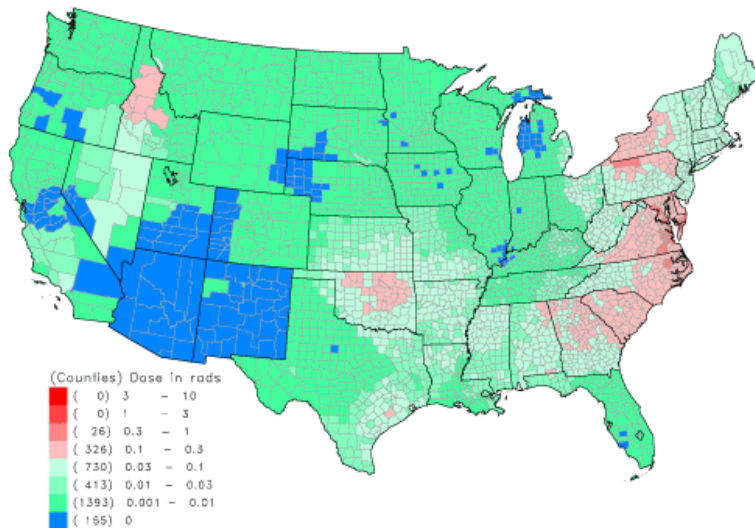 (Counties) Dose in rads
( 0) 3 - 10
( 0) 1 - 3
( 26) 0.3 - 1
(326) 0.1 - 0.3
(730) 0.03 - 0.1
(413) 0.01 - 0.03
(1393) 0.001 - 0.01
( 165) 0